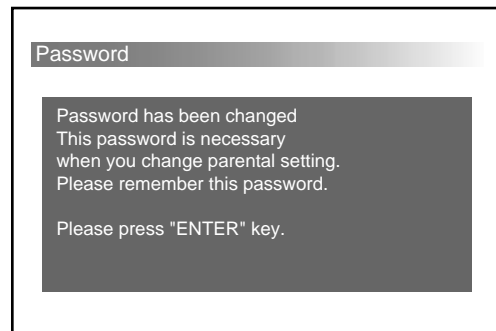 Password
Password has been changed
This password is necessary
when you change parental setting.
Please remember this password.
Please press "ENTER" key.